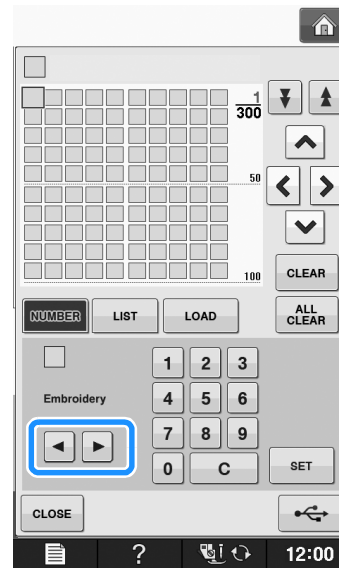 1
300
50
100
CLEAR
NUMBER LIST LOAD
ALL
CLEAR
1 2 3
Embroidery 4 5 6
7 8 9
0 C SET
CLOSE
? 12:00